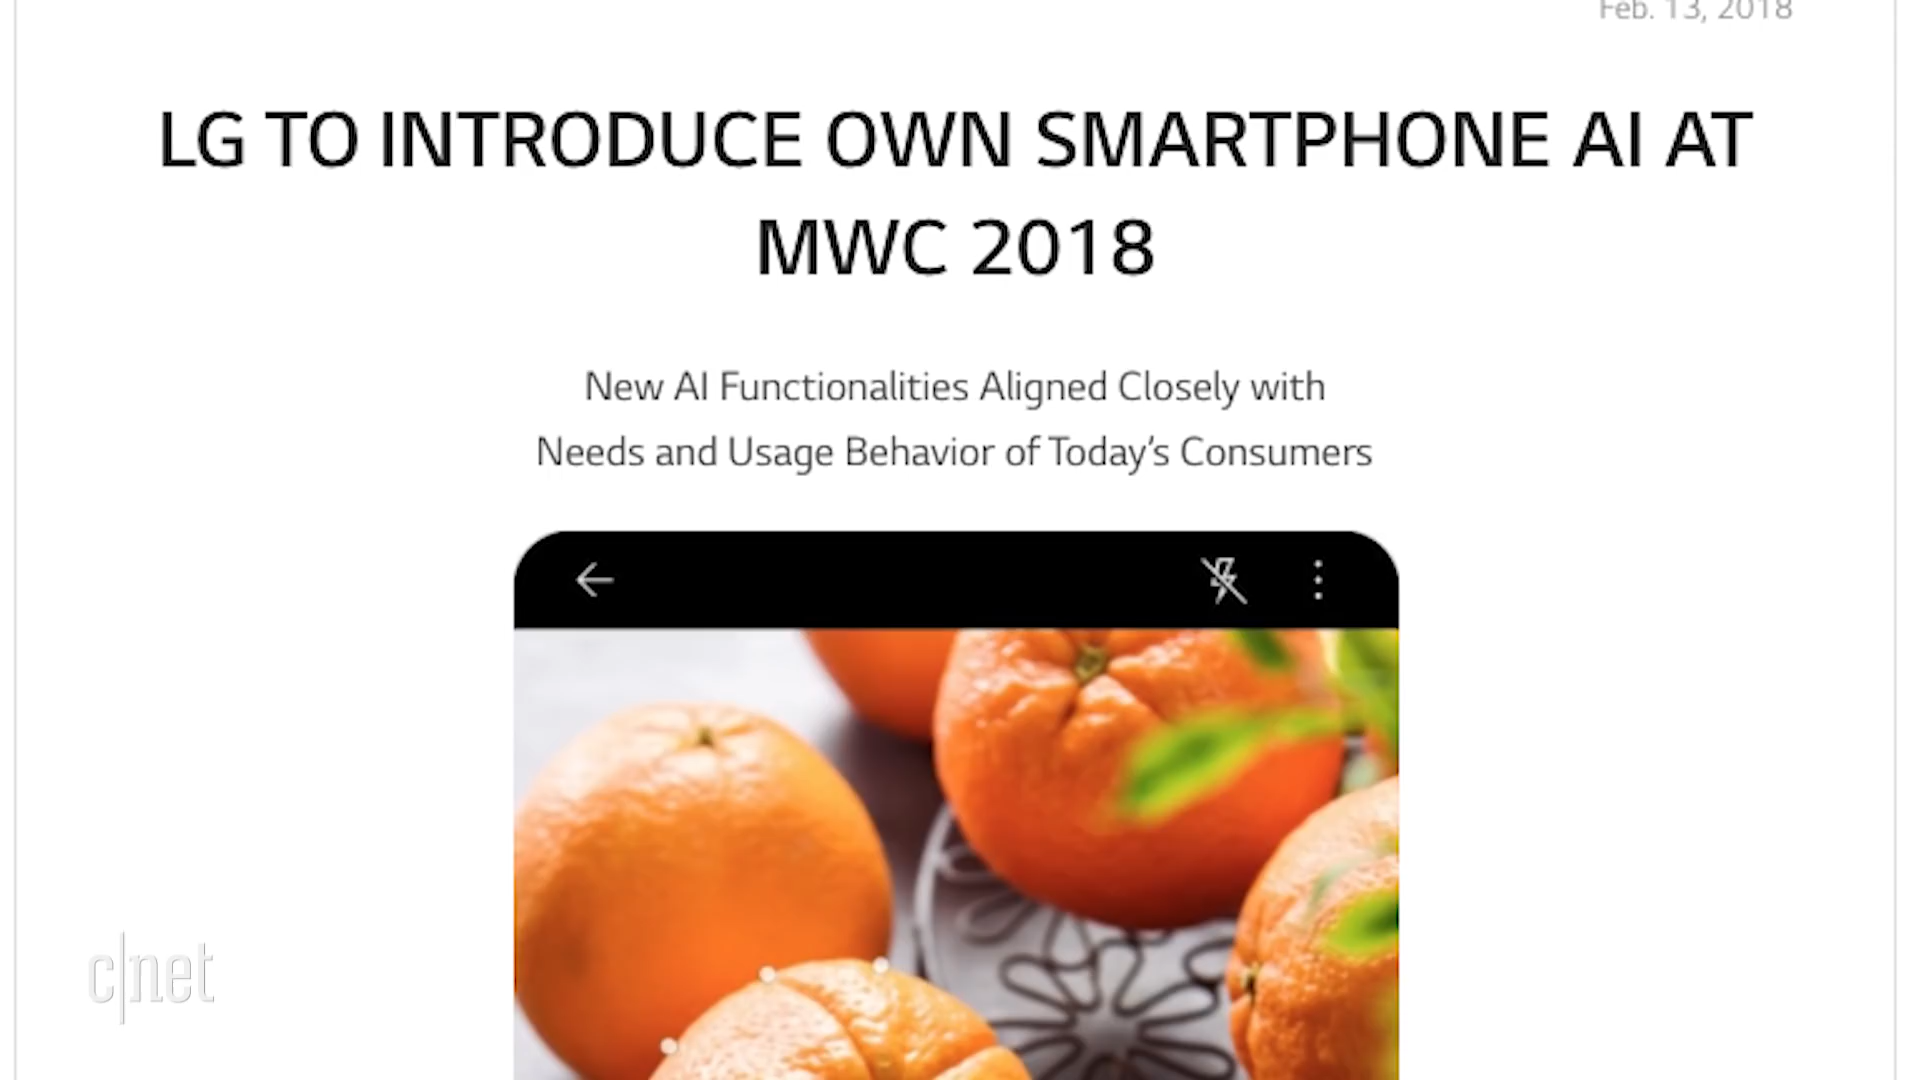 Feb. 13, 2018
LG TO INTRODUCE OWN SMARTPHONE AI AT
MWC 2018
New AI Functionalities Aligned Closely with
Needs and Usage Behavior of Today's Consumers
c|net